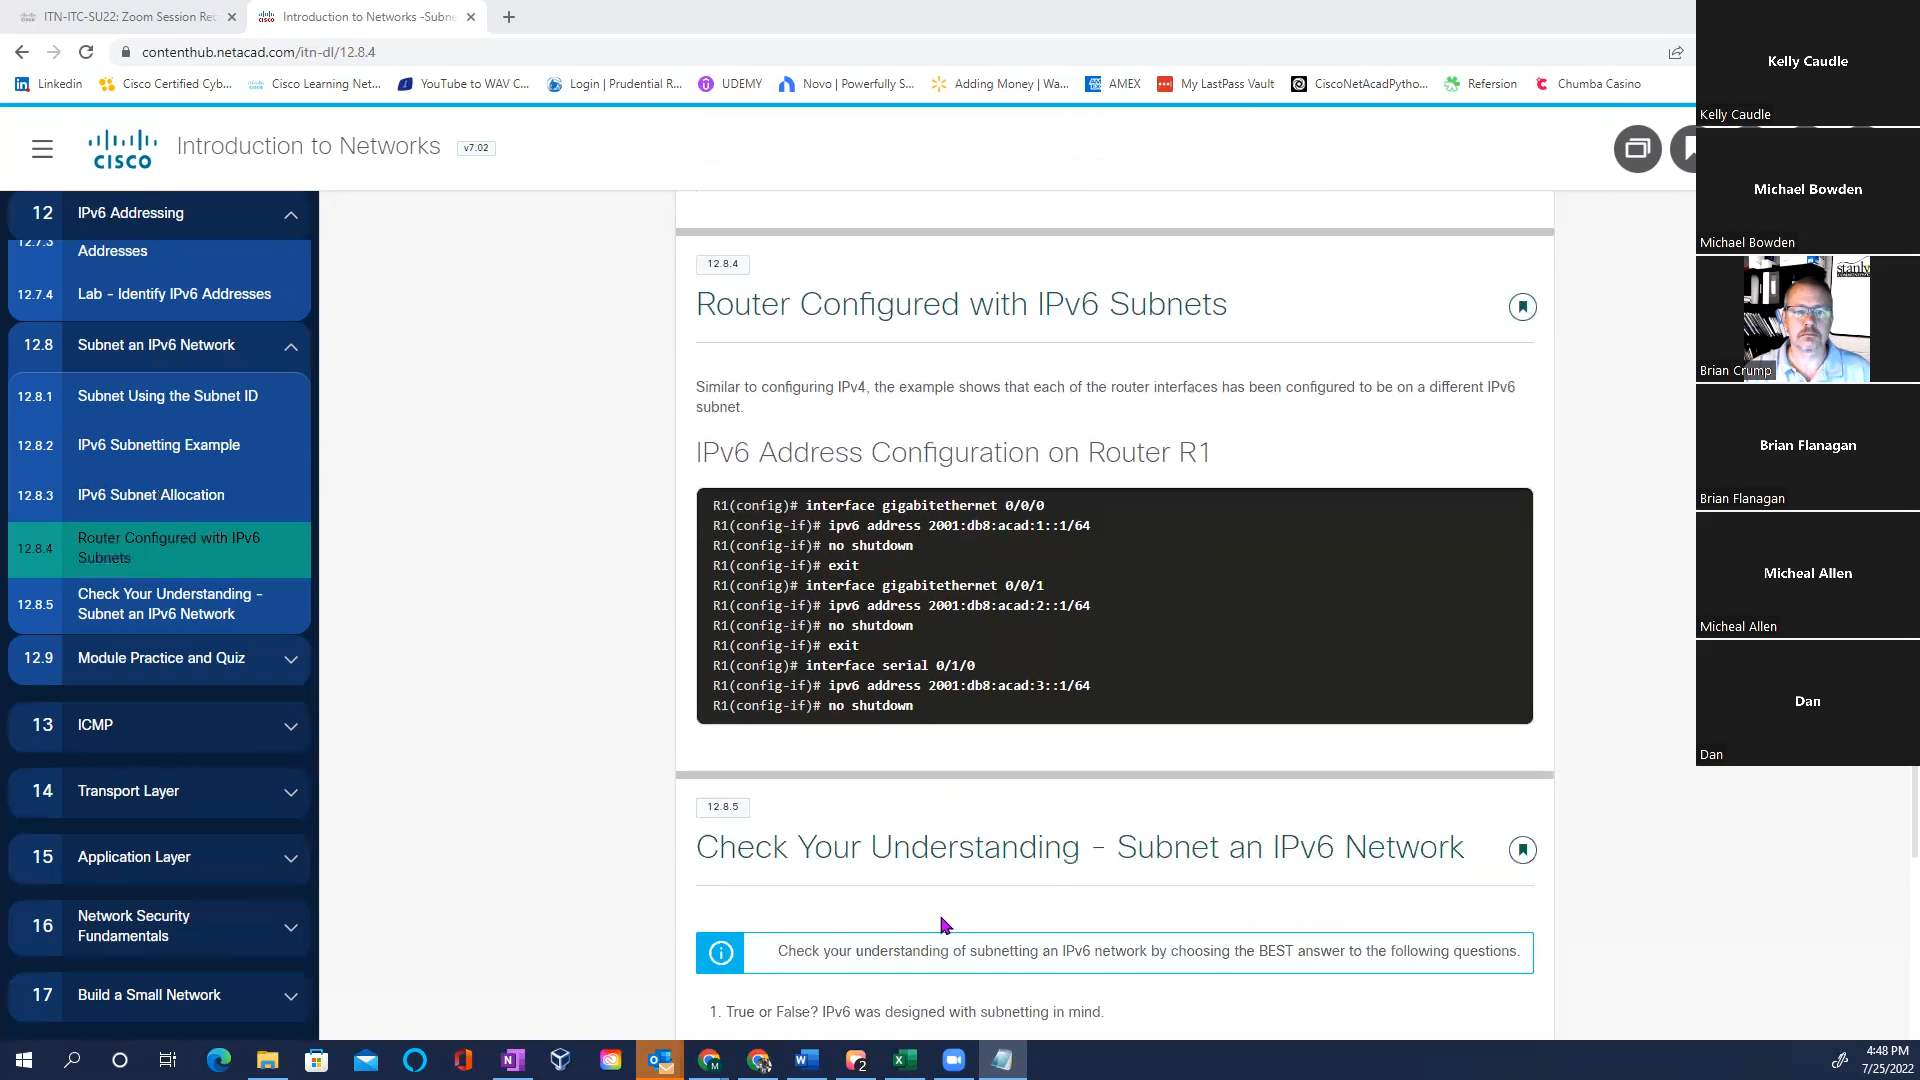 ITN-ITC-SU22: Zoom Session Rec
Introduction to Networks -Subne
contenthub.netacad.com/itn-dl/12.8.4
Linkedin
Cisco Certified Cyb...
Cisco Learning Net...
YouTube to WAV C...
Login | Prudential R...
UDEMY
Novo | Powerfully S...
Adding Money | Wa...
AMEX
My LastPass Vault
CiscoNetAcadPytho...
Refersion
Chumba Casino
CISCO
Introduction to Networks
v7.02
12 IPv6 Addressing
12.7.3 Addresses
12.7.4 Lab - Identify IPv6 Addresses
12.8 Subnet an IPv6 Network
12.8.1 Subnet Using the Subnet ID
12.8.2 IPv6 Subnetting Example
12.8.3 IPv6 Subnet Allocation
12.8.4 Router Configured with IPv6
Subnets
12.8.5 Check Your Understanding -
Subnet an IPv6 Network
12.9 Module Practice and Quiz
13 ICMP
14 Transport Layer
15 Application Layer
16 Network Security
Fundamentals
17 Build a Small Network
12.8.4
Router Configured with IPv6 Subnets
Similar to configuring IPv4, the example shows that each of the router interfaces has been configured to be on a different IPv6
subnet.
IPv6 Address Configuration on Router R1
R1(config)# interface gigabitethernet 0/0/0
R1(config-if)# ipv6 address 2001:db8:acad:1::1/64
R1(config-if)# no shutdown
R1(config-if)# exit
R1(config)# interface gigabitethernet 0/0/1
R1(config-if)# ipv6 address 2001:db8:acad:2::1/64
R1(config-if)# no shutdown
R1(config-if)# exit
R1(config)# interface serial 0/1/0
R1(config-if)# ipv6 address 2001:db8:acad:3::1/64
R1(config-if)# no shutdown
12.8.5
Check Your Understanding - Subnet an IPv6 Network
Check your understanding of subnetting an IPv6 network by choosing the BEST answer to the following questions.
1. True or False? IPv6 was designed with subnetting in mind.
Kelly Caudle
Kelly Caudle
Michael Bowden
Michael Bowden
stanly
Brian Crump
Brian Flanagan
Brian Flanagan
Micheal Allen
Micheal Allen
Dan
Dan
2
4:48 PM
7/25/2022